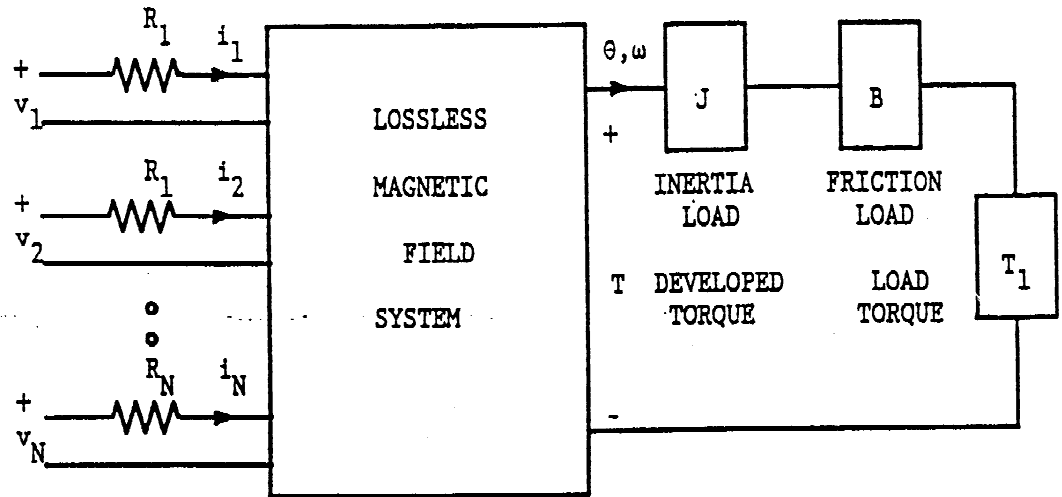 R1 i1
+
v1
R1 i2
+
v2
RN iN
+
vN
LOSSLESS
MAGNETIC
FIELD
SYSTEM
θ,ω
+
T
-
J
INERTIA
LOAD
DEVELOPED
TORQUE
B
FRICTION
LOAD
LOAD
TORQUE
T1